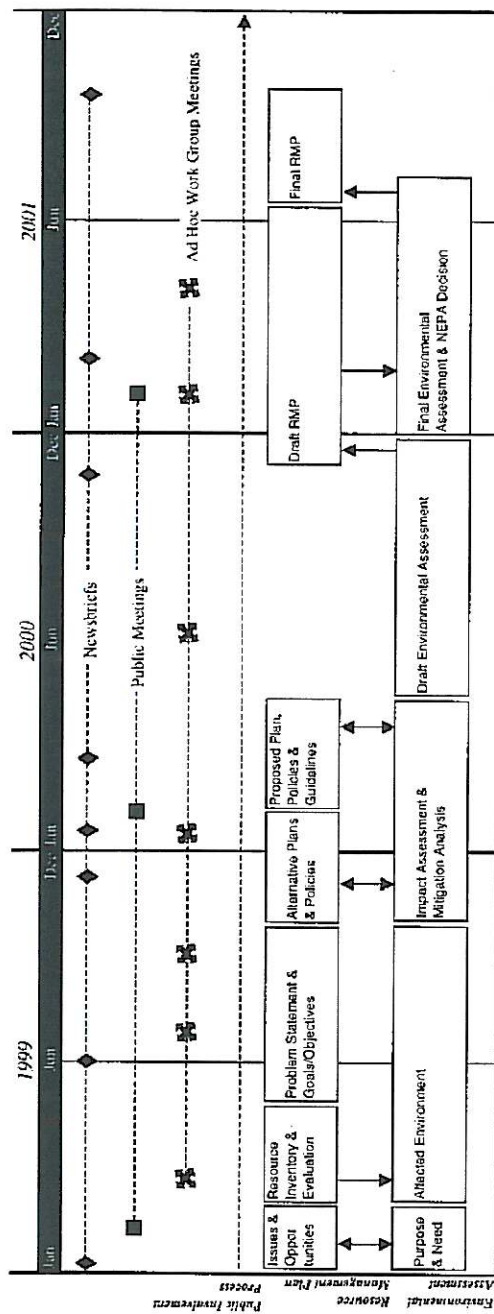 1999
2000
2001
Jan
Jun
Dec
Jan
Jun
Dec
Jan
Jun
Dec
Public Involvement
Process
Newsbriefs
Public Meetings
Ad Hoc Work Group Meetings
Resource
Management Plan
Issues &
Oppor
tunities
Resource
Inventory &
Evaluation
Problem Statement &
Goals/Objectives
Alternative Plans
& Policies
Proposed Plan,
Policies &
Guidelines
Draft RMP
Final RMP
Environmental
Assessment
Purpose
& Need
Affected Environment
Impact Assessment &
Mitigation Analysis
Draft Environmental Assessment
Final Environmental
Assessment & NEPA Decision